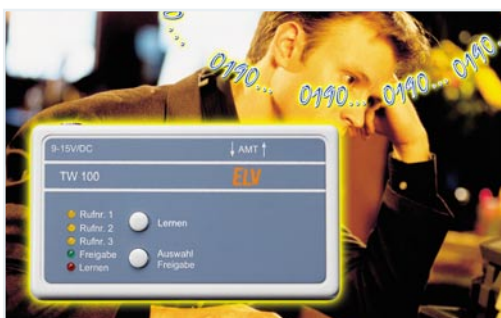 0190... 0190... 0190... 0190
9-15V/DC ↓ AMT ↑
TW 100 ELV
Rufnr. 1
Rufnr. 2
Rufnr. 3
Freigabe
Lernen
Lernen
Auswahl
Freigabe